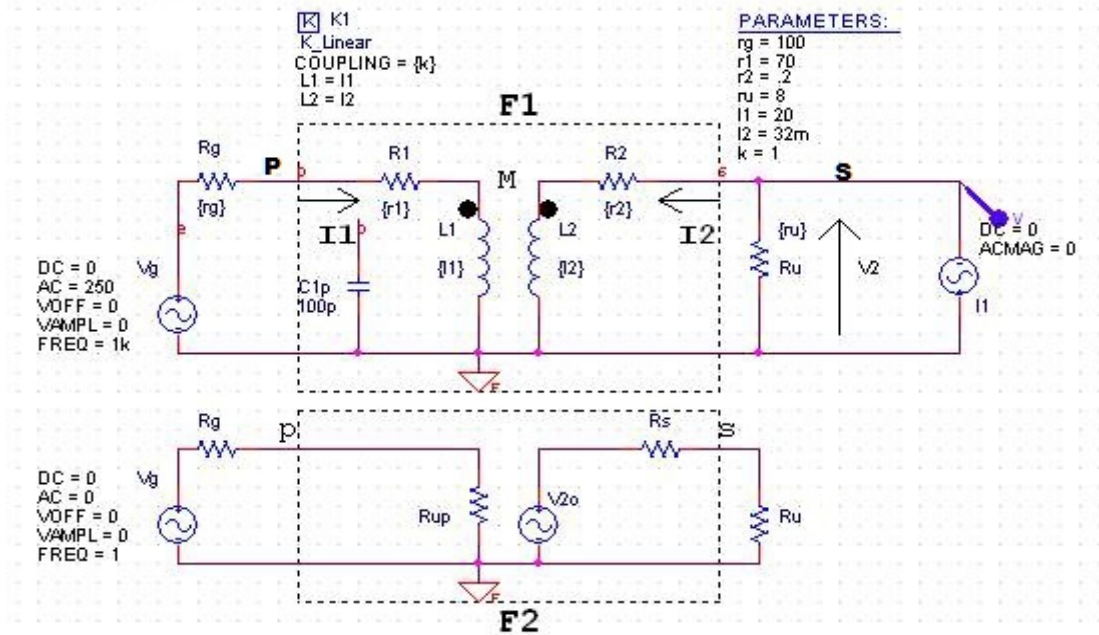 K K1
K_Linear
COUPLING = {k}
L1 = l1
L2 = l2
PARAMETERS:
rg = 100
r1 = 70
r2 = .2
ru = 8
l1 = 20
l2 = 32m
k = 1
F1
Rg
{rg}
P
p
R1
{r1}
M
R2
{r2}
s
S
e
I1
p
L1
{l1}
L2
{l2}
I2
{ru}
Ru
V2
V
DC = 0
ACMAG = 0
I1
DC = 0
AC = 250
VOFF = 0
VAMPL = 0
FREQ = 1k
Vg
C1p
100p
Rg
p
Rs
s
DC = 0
AC = 0
VOFF = 0
VAMPL = 0
FREQ = 1
Vg
Rup
V2o
Ru
F2